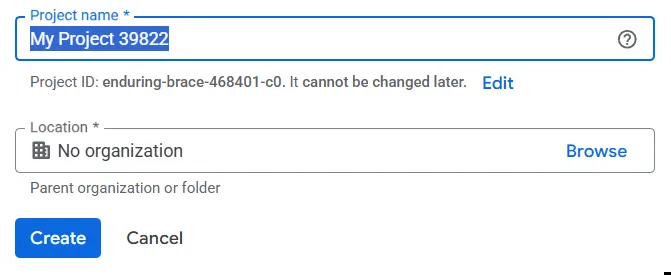 Project name *
My Project 39822
Project ID: enduring-brace-468401-c0. It cannot be changed later. Edit
Location *
No organization Browse
Parent organization or folder
Create Cancel